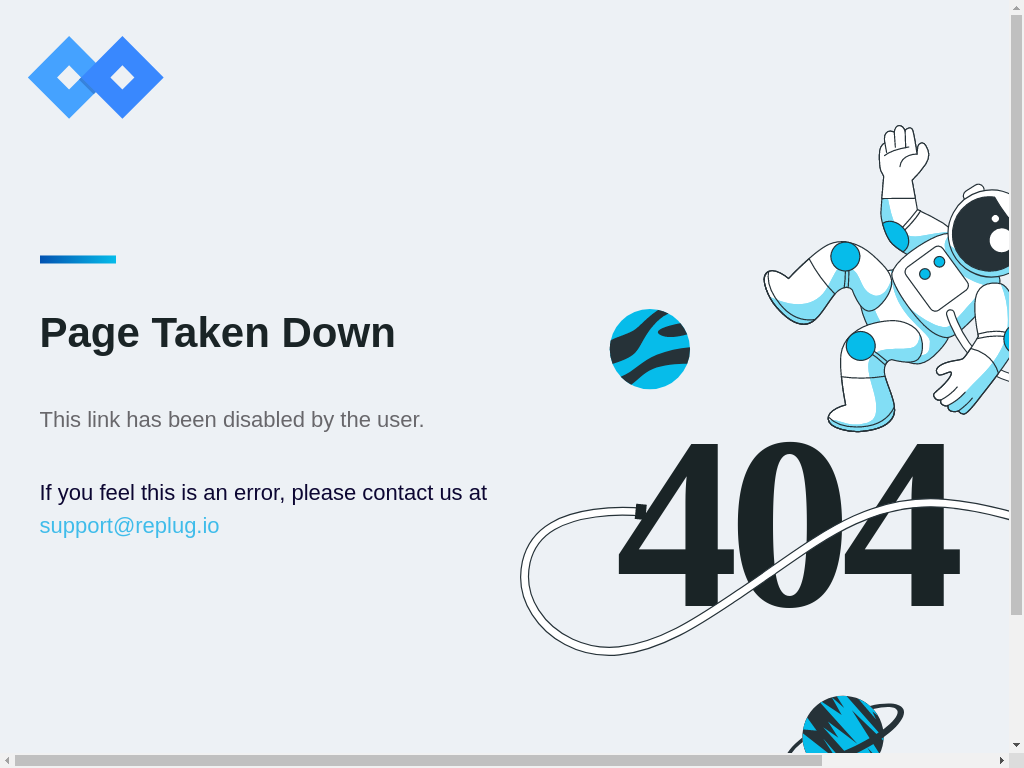 Page Taken Down
This link has been disabled by the user.
If you feel this is an error, please contact us at
support@replug.io
404